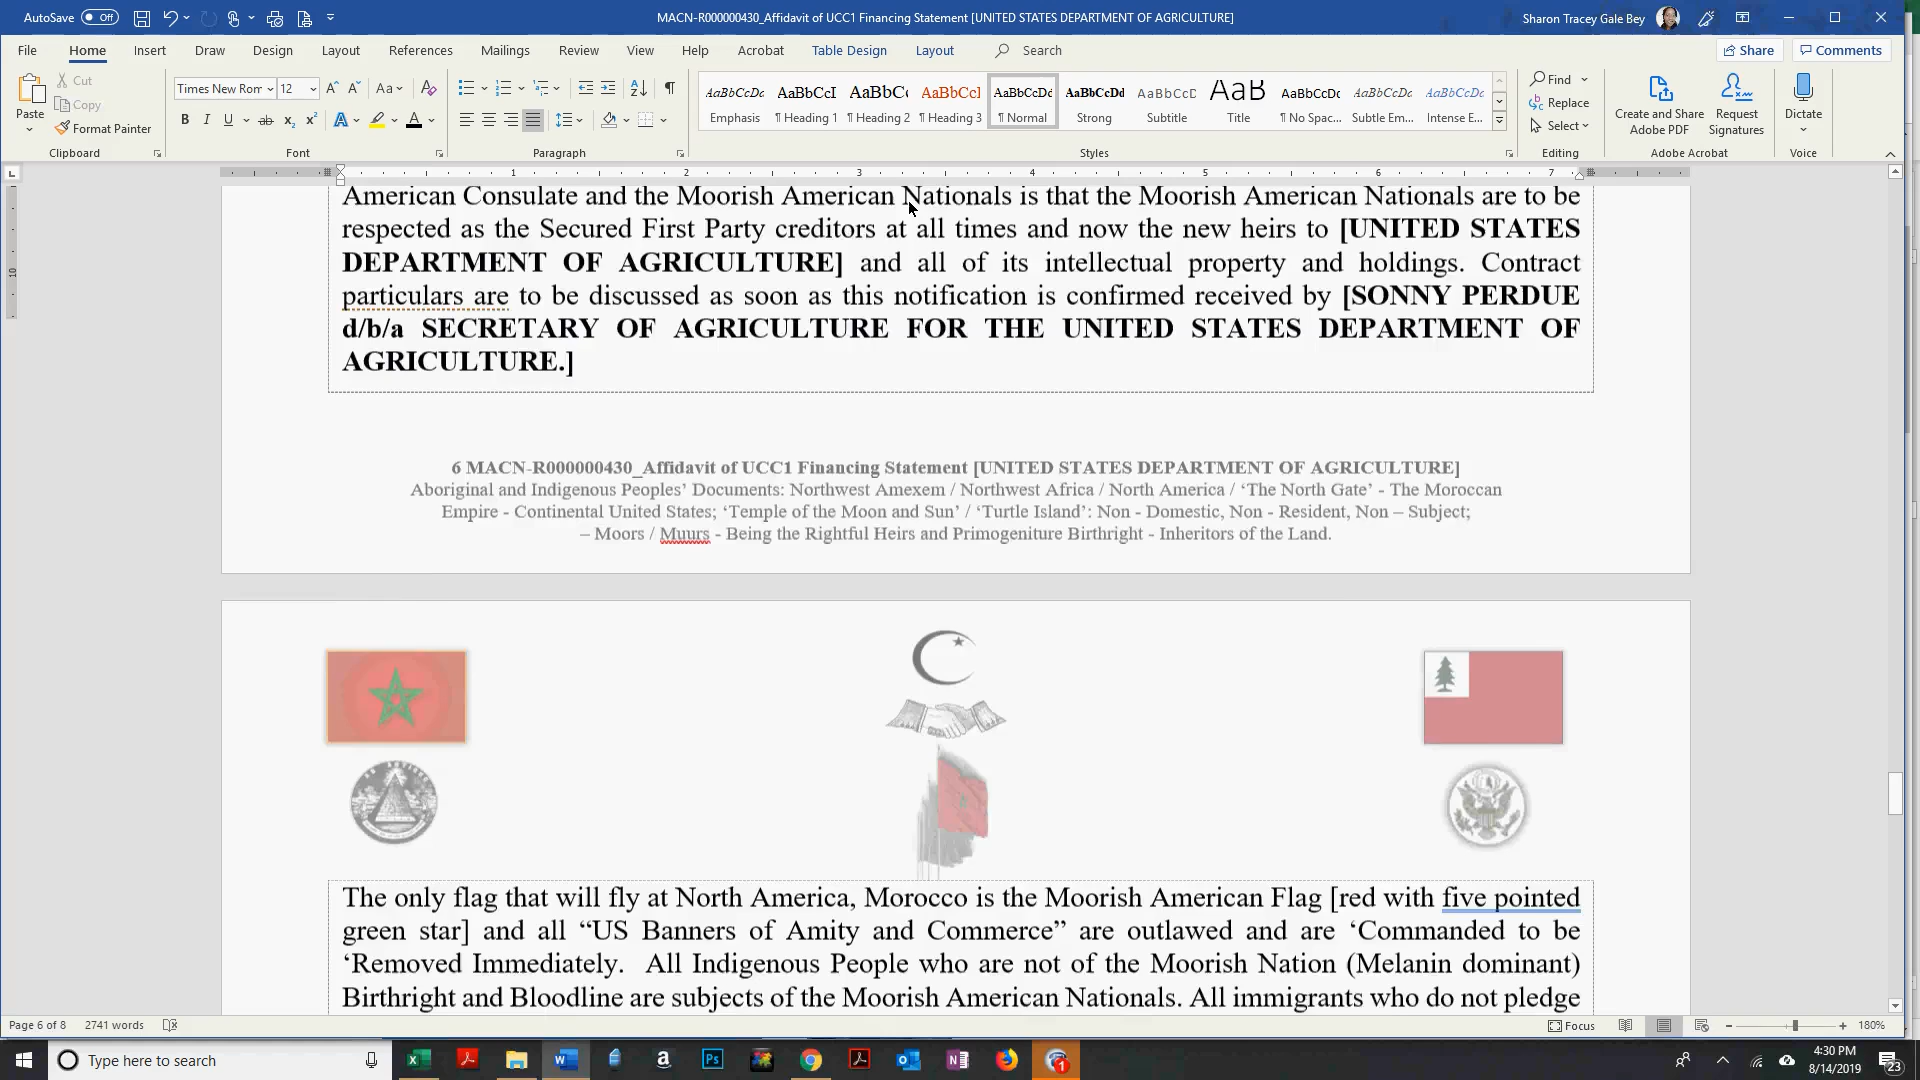 AutoSave Off MACN-R000000430_Affidavit of UCC1 Financing Statement [UNITED STATES DEPARTMENT OF AGRICULTURE] Sharon Tracey Gale Bey
File Home Insert Draw Design Layout References Mailings Review View Help Acrobat Table Design Layout Search Share Comments
Paste Cut Copy Format Painter
Times New Ror 12
AaBbCcDc AaBbCcI AaBbC AaBbCcI AaBbCcDd AaBbCcDd AaBbCcD AaB AaBbCcDc AaBbCcDc AaBbCcDc
Emphasis ¶ Heading 1 ¶ Heading 2 ¶ Heading 3 ¶ Normal Strong Subtitle Title ¶ No Spac... Subtle Em... Intense E...
Find Replace Select
Create and Share Adobe PDF Request Signatures Dictate
Clipboard Font Paragraph Styles Editing Adobe Acrobat Voice
1 2 3 4 5 6 7
10
American Consulate and the Moorish American Nationals is that the Moorish American Nationals are to be
respected as the Secured First Party creditors at all times and now the new heirs to [UNITED STATES
DEPARTMENT OF AGRICULTURE] and all of its intellectual property and holdings. Contract
particulars are to be discussed as soon as this notification is confirmed received by [SONNY PERDUE
d/b/a SECRETARY OF AGRICULTURE FOR THE UNITED STATES DEPARTMENT OF
AGRICULTURE.]
6 MACN-R000000430_Affidavit of UCC1 Financing Statement [UNITED STATES DEPARTMENT OF AGRICULTURE]
Aboriginal and Indigenous Peoples’ Documents: Northwest Amexem / Northwest Africa / North America / ‘The North Gate’ - The Moroccan
Empire - Continental United States; ‘Temple of the Moon and Sun’ / ‘Turtle Island’: Non - Domestic, Non - Resident, Non – Subject;
– Moors / Muurs - Being the Rightful Heirs and Primogeniture Birthright - Inheritors of the Land.
The only flag that will fly at North America, Morocco is the Moorish American Flag [red with five pointed
green star] and all “US Banners of Amity and Commerce” are outlawed and are ‘Commanded to be
‘Removed Immediately. All Indigenous People who are not of the Moorish Nation (Melanin dominant)
Birthright and Bloodline are subjects of the Moorish American Nationals. All immigrants who do not pledge
Page 6 of 8 2741 words Focus 180%
Type here to search
4:30 PM
8/14/2019
23